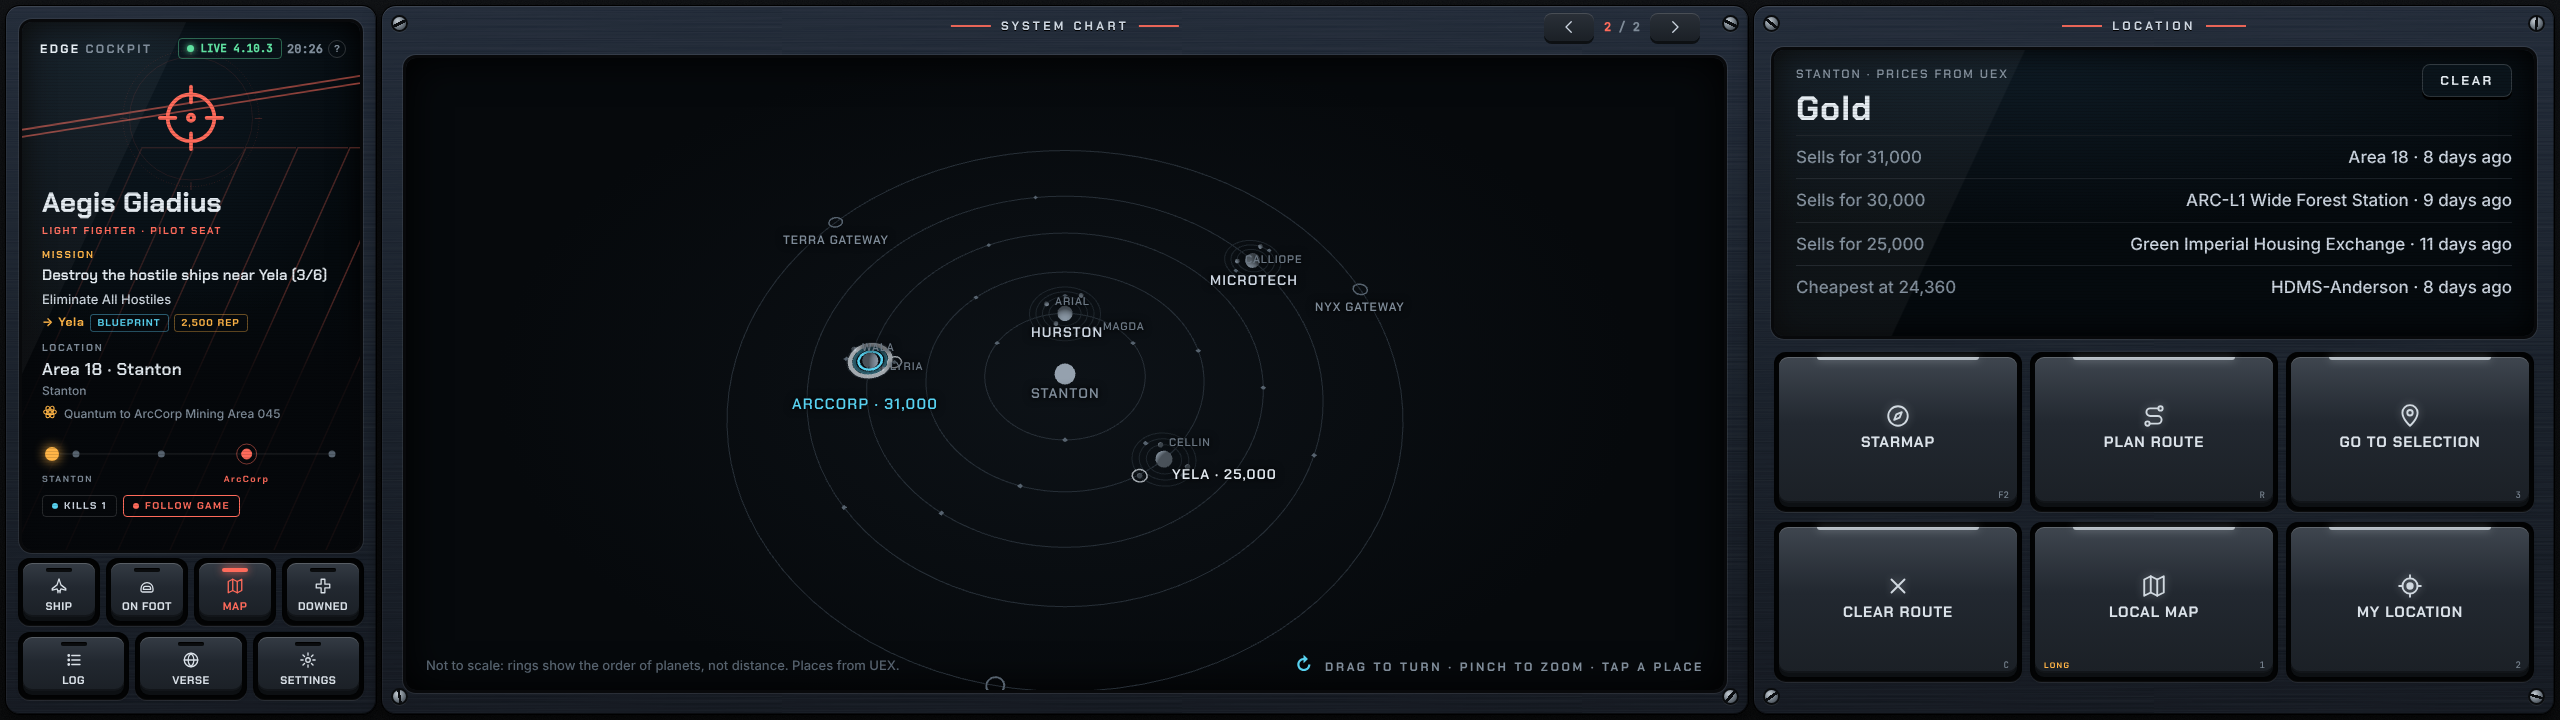 EDGE COCKPIT
LIVE 4.10.3
20:26
?
Aegis Gladius
LIGHT FIGHTER · PILOT SEAT
MISSION
Destroy the hostile ships near Yela (3/6)
Eliminate All Hostiles
→ Yela BLUEPRINT 2,500 REP
LOCATION
Area 18 · Stanton
Stanton
Quantum to ArcCorp Mining Area 045
STANTON
ArcCorp
KILLS 1
FOLLOW GAME
SHIP
ON FOOT
MAP
DOWNED
LOG
VERSE
SETTINGS
SYSTEM CHART
2 / 2
TERRA GATEWAY
CALLIOPE
MICROTECH
NYX GATEWAY
ARIAL
HURSTON
MAGDA
WALA
LYRIA
STANTON
ARCCORP · 31,000
CELLIN
YELA · 25,000
Not to scale: rings show the order of planets, not distance. Places from UEX.
DRAG TO TURN · PINCH TO ZOOM · TAP A PLACE
LOCATION
STANTON · PRICES FROM UEX
CLEAR
Gold
Sells for 31,000 Area 18 · 8 days ago
Sells for 30,000 ARC-L1 Wide Forest Station · 9 days ago
Sells for 25,000 Green Imperial Housing Exchange · 11 days ago
Cheapest at 24,360 HDMS-Anderson · 8 days ago
STARMAP
F2
PLAN ROUTE
R
GO TO SELECTION
3
CLEAR ROUTE
C
LOCAL MAP
LONG
1
MY LOCATION
2